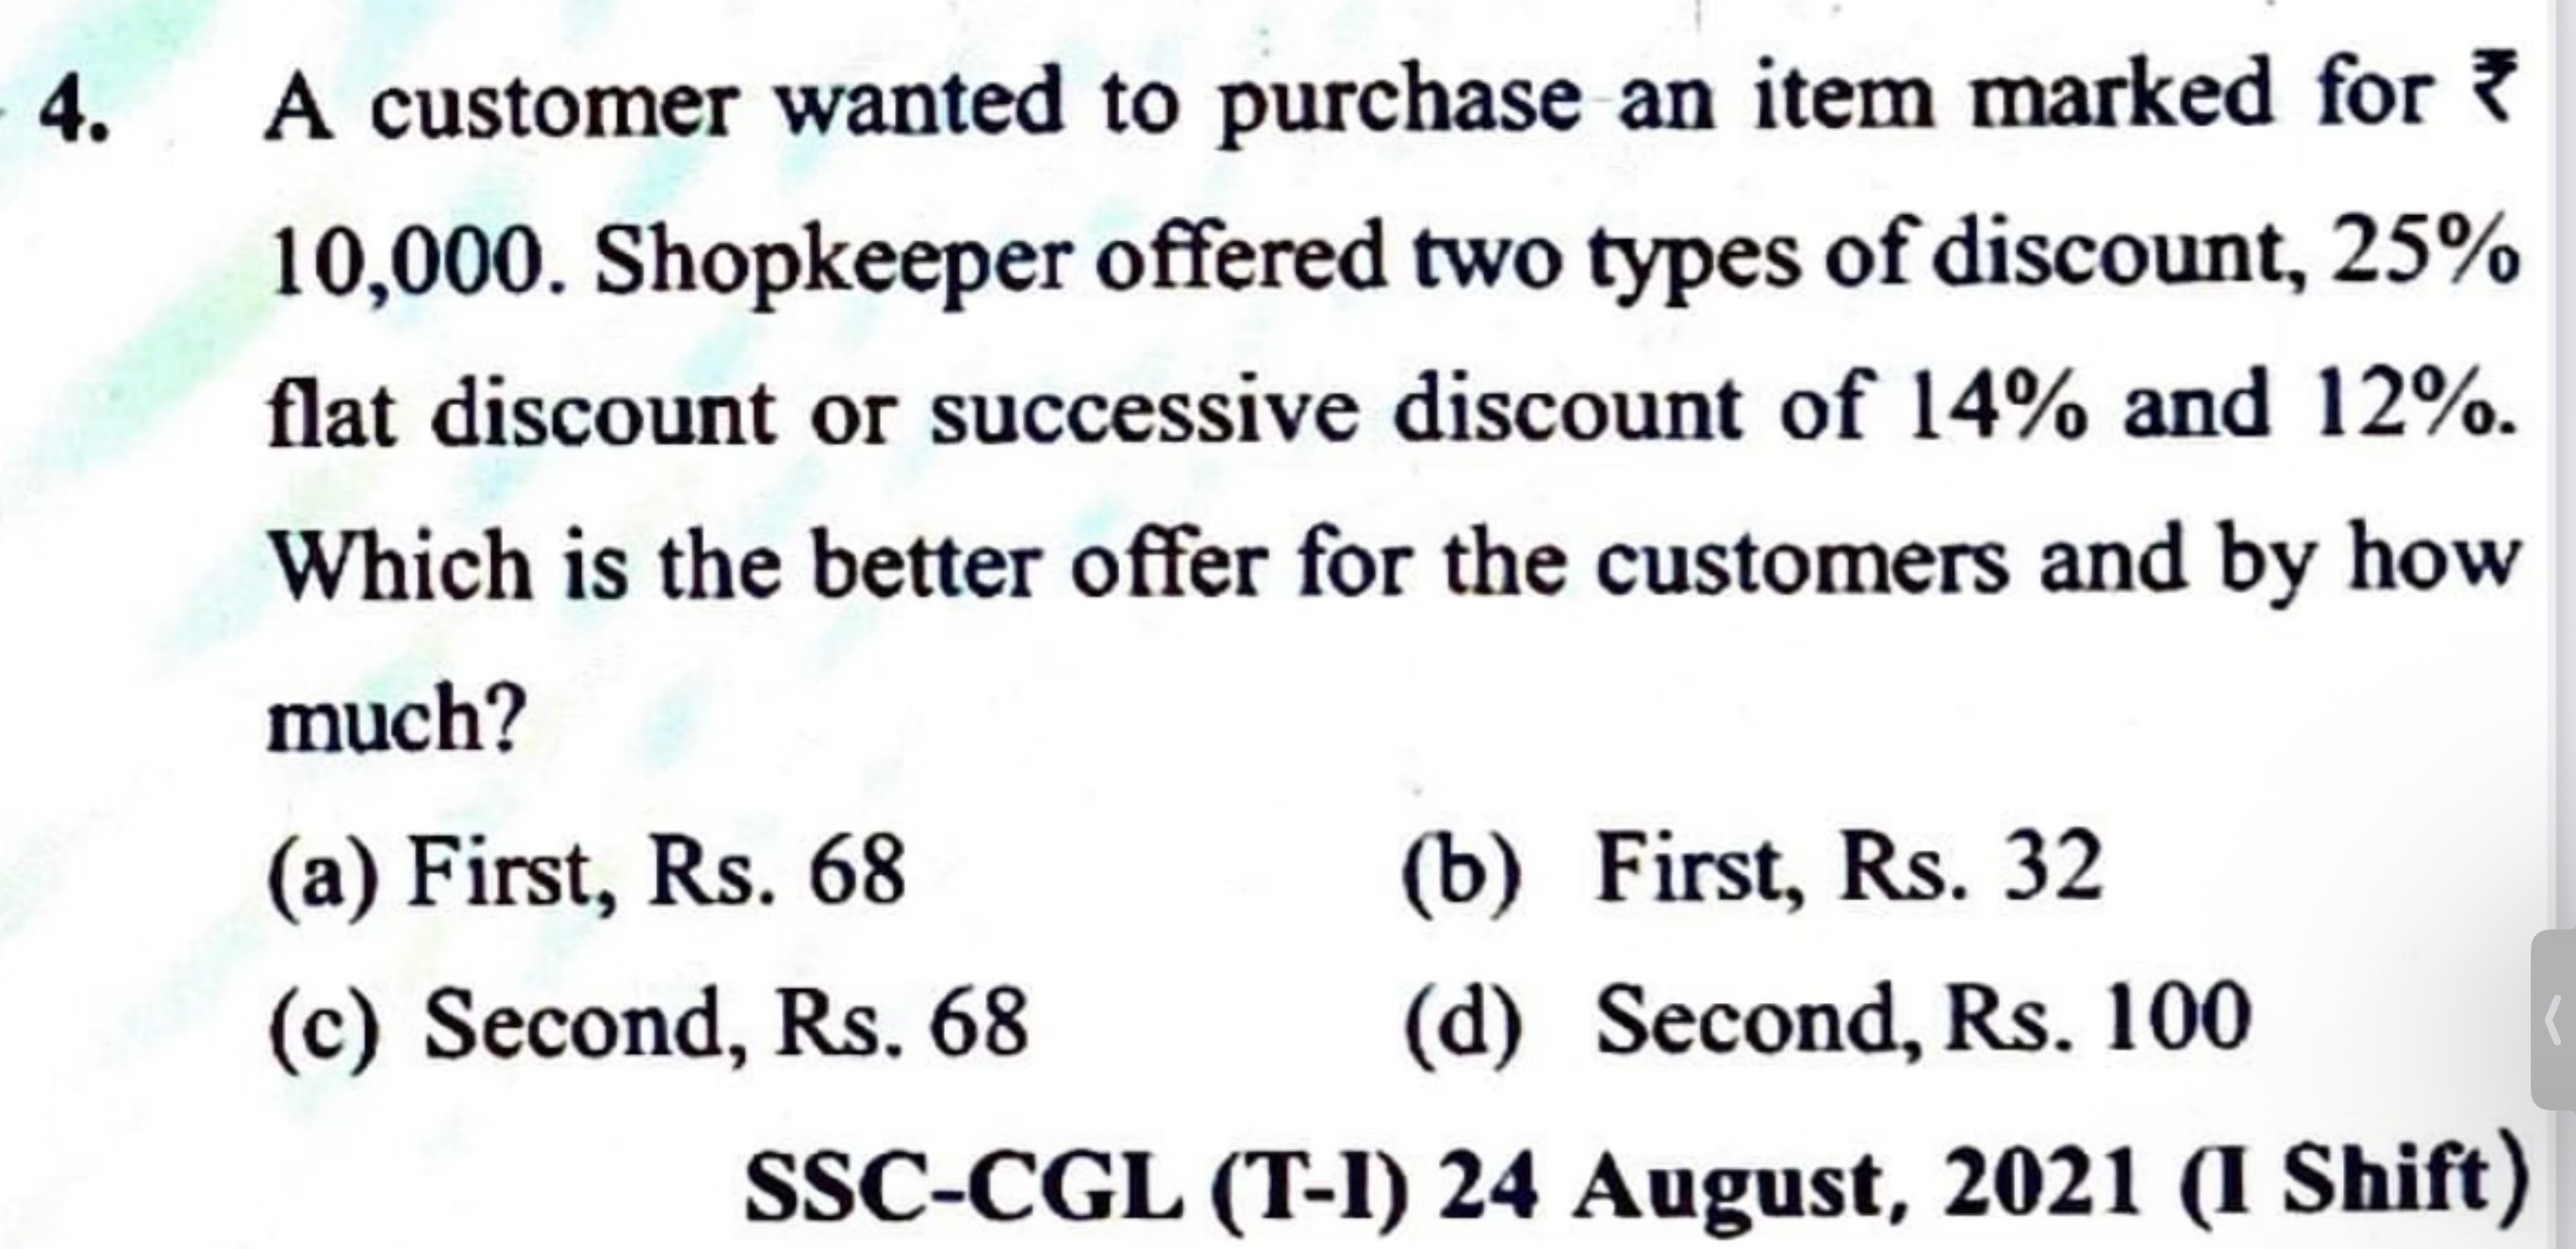 4. A customer wanted to purchase an item marked for ₹
10,000. Shopkeeper offered two types of discount, 25%
flat discount or successive discount of 14% and 12%.
Which is the better offer for the customers and by how
much?
(a) First, Rs. 68 (b) First, Rs. 32
(c) Second, Rs. 68 (d) Second, Rs. 100
SSC-CGL (T-I) 24 August, 2021 (I Shift)